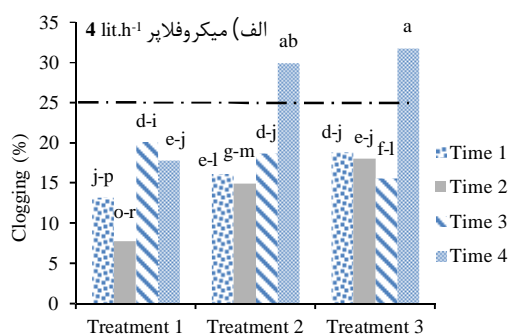 الف) میکروفلاپر 4 lit.h⁻¹
35
30
25
20
15
10
5
0
Clogging (%)
j-p
o-r
d-i
e-j
e-l
g-m
d-j
ab
d-j
e-j
f-l
a
Treatment 1
Treatment 2
Treatment 3
Time 1
Time 2
Time 3
Time 4